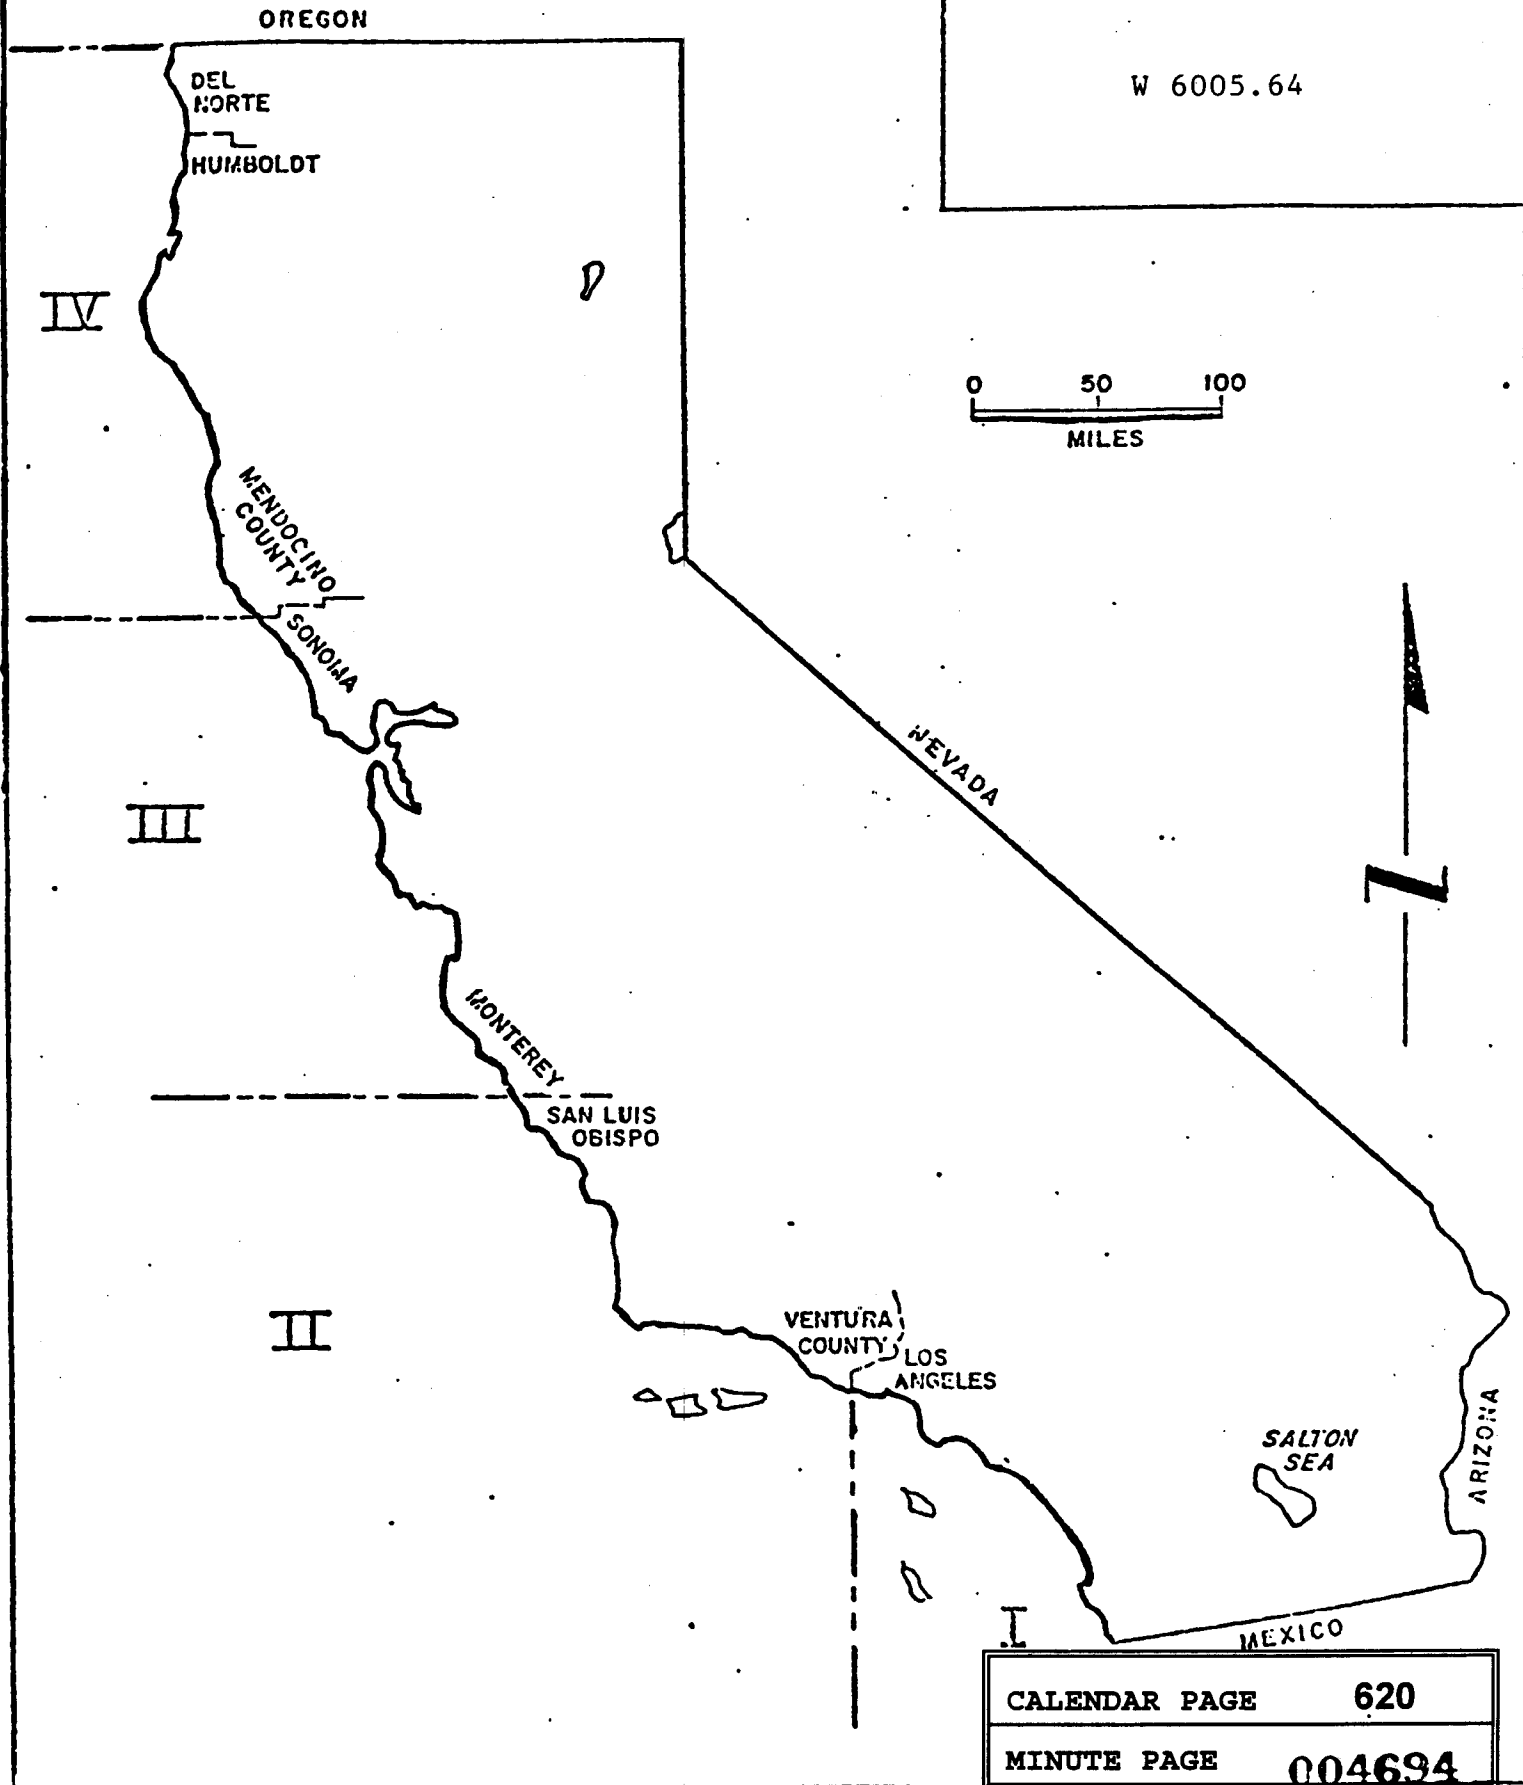 OREGON
W 6005.64
DEL
NORTE
HUMBOLDT
IV
0 50 100
MILES
MENDOCINO
COUNTY
SONOMA
NEVADA
III
Z
MONTEREY
SAN LUIS
OBISPO
II
VENTURA
COUNTY
LOS
ANGELES
SALTON
SEA
ARIZONA
I
MEXICO
CALENDAR PAGE 620
MINUTE PAGE 004694